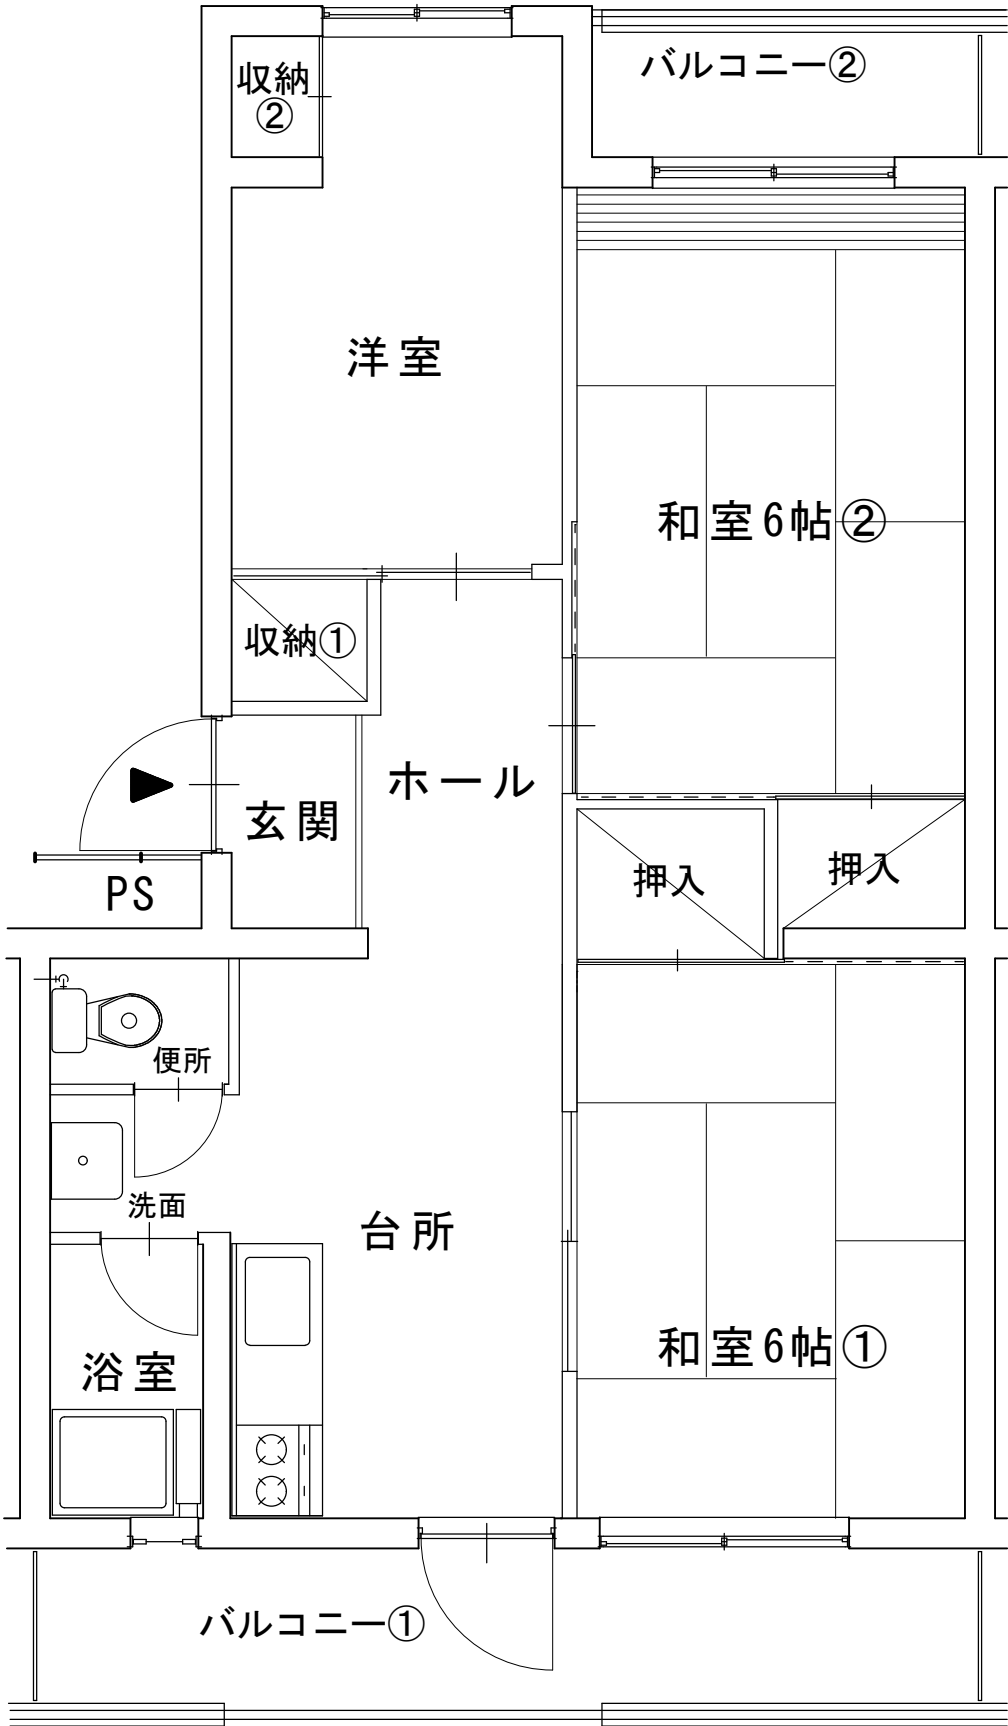 バルコニー②
収納
②
洋室
和室6帖②
収納①
ホール
玄関
押入
押入
PS
便所
洗面
台所
和室6帖①
浴室
バルコニー①